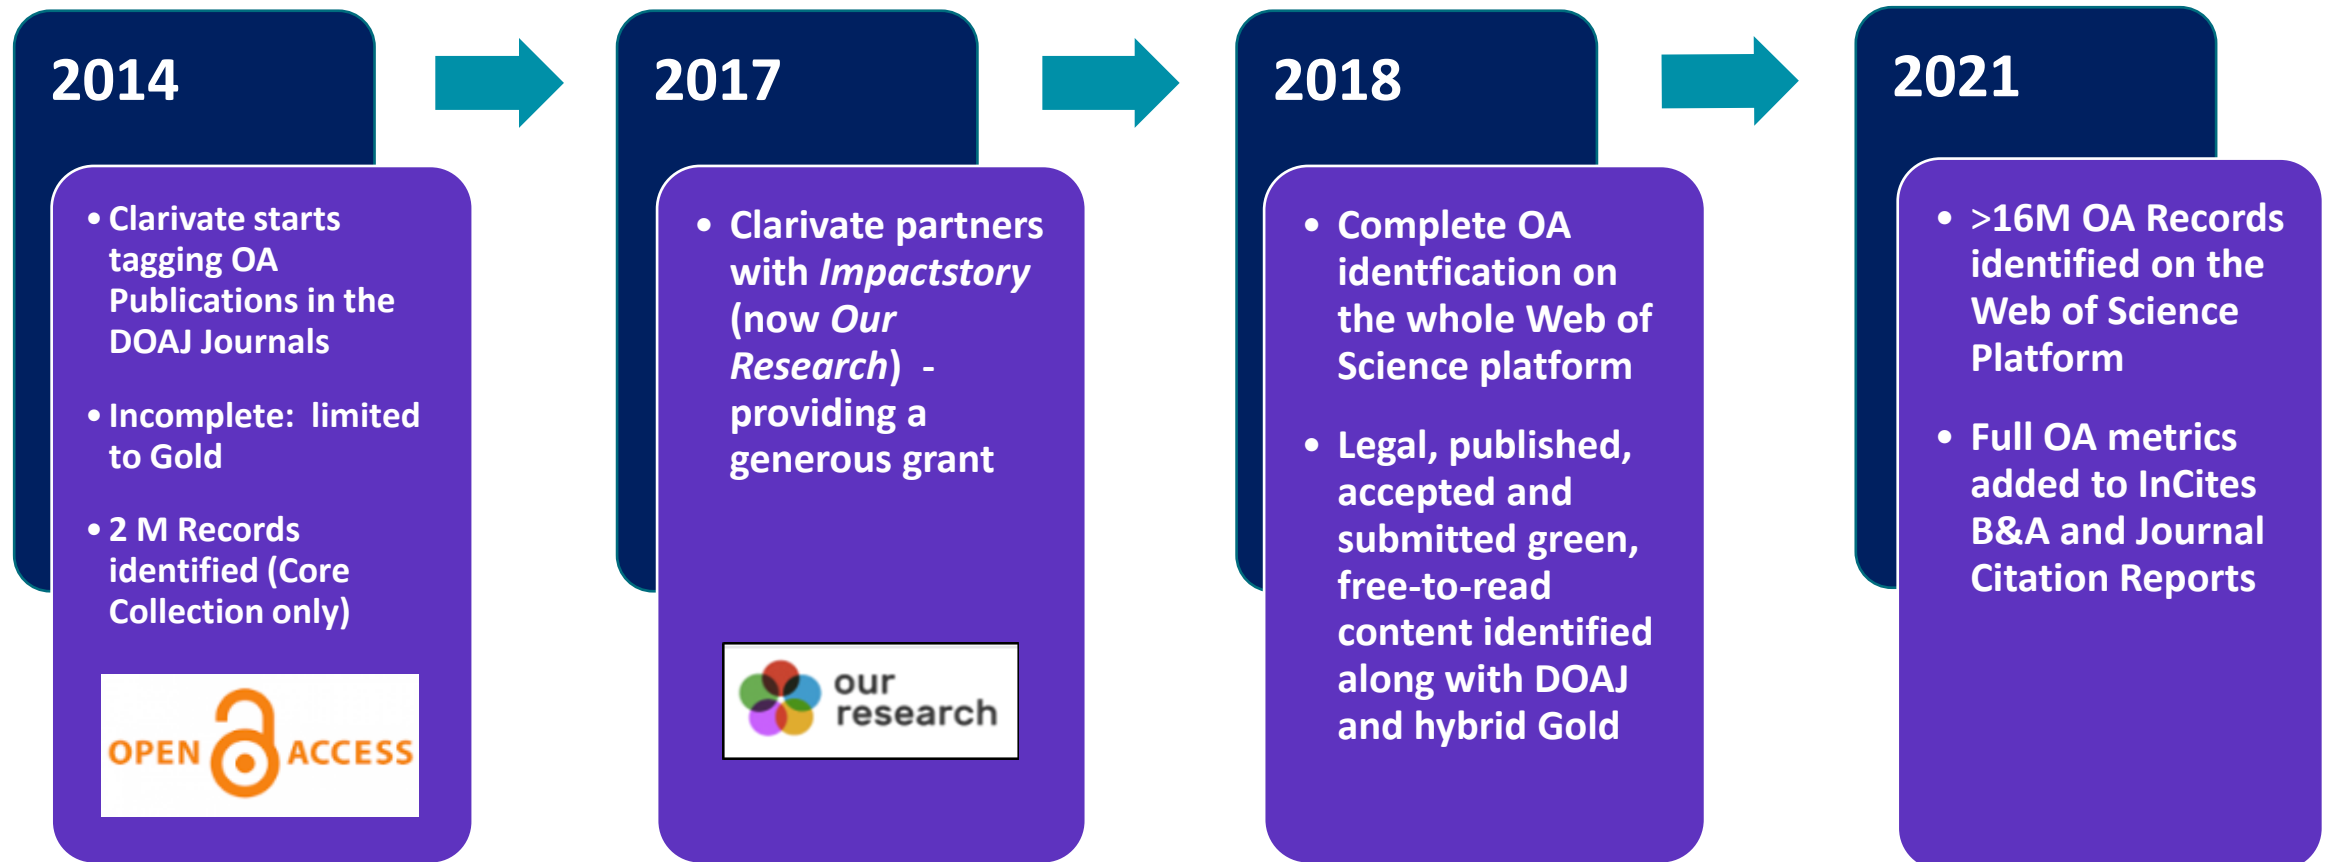 2014
• Clarivate starts
tagging OA
Publications in the
DOAJ Journals
• Incomplete:  limited
to Gold
• 2 M Records
identified (Core
Collection only)
OPEN ACCESS
2017
• Clarivate partners
with Impactstory
(now Our
Research)  -
providing a
generous grant
our
research
2018
• Complete OA
identfication on
the whole Web of
Science platform
• Legal, published,
accepted and
submitted green,
free-to-read
content identified
along with DOAJ
and hybrid Gold
2021
• >16M OA Records
identified on the
Web of Science
Platform
• Full OA metrics
added to InCites
B&A and Journal
Citation Reports